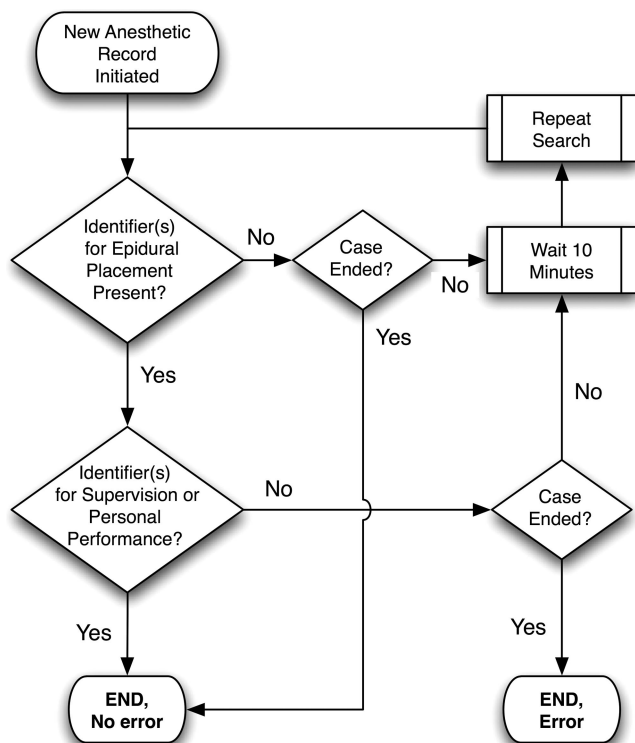 New Anesthetic
Record
Initiated
Repeat
Search
Identifier(s)
for Epidural
Placement
Present?
No
Case
Ended?
No
Wait 10
Minutes
Yes
Yes
No
Identifier(s)
for Supervision or
Personal
Performance?
No
Case
Ended?
Yes
Yes
END,
No error
END,
Error